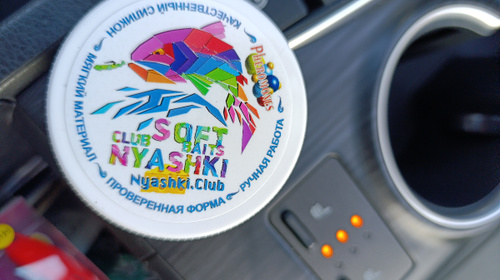 КАЧЕСТВЕННЫЙ СИЛИКОН
МЯГКИЙ МАТЕРИАЛ
ПРОВЕРЕННАЯ ФОРМА
РУЧНАЯ РАБОТА
CLUB SOFT
BAITS
NYASHKI
Nyashki.Club